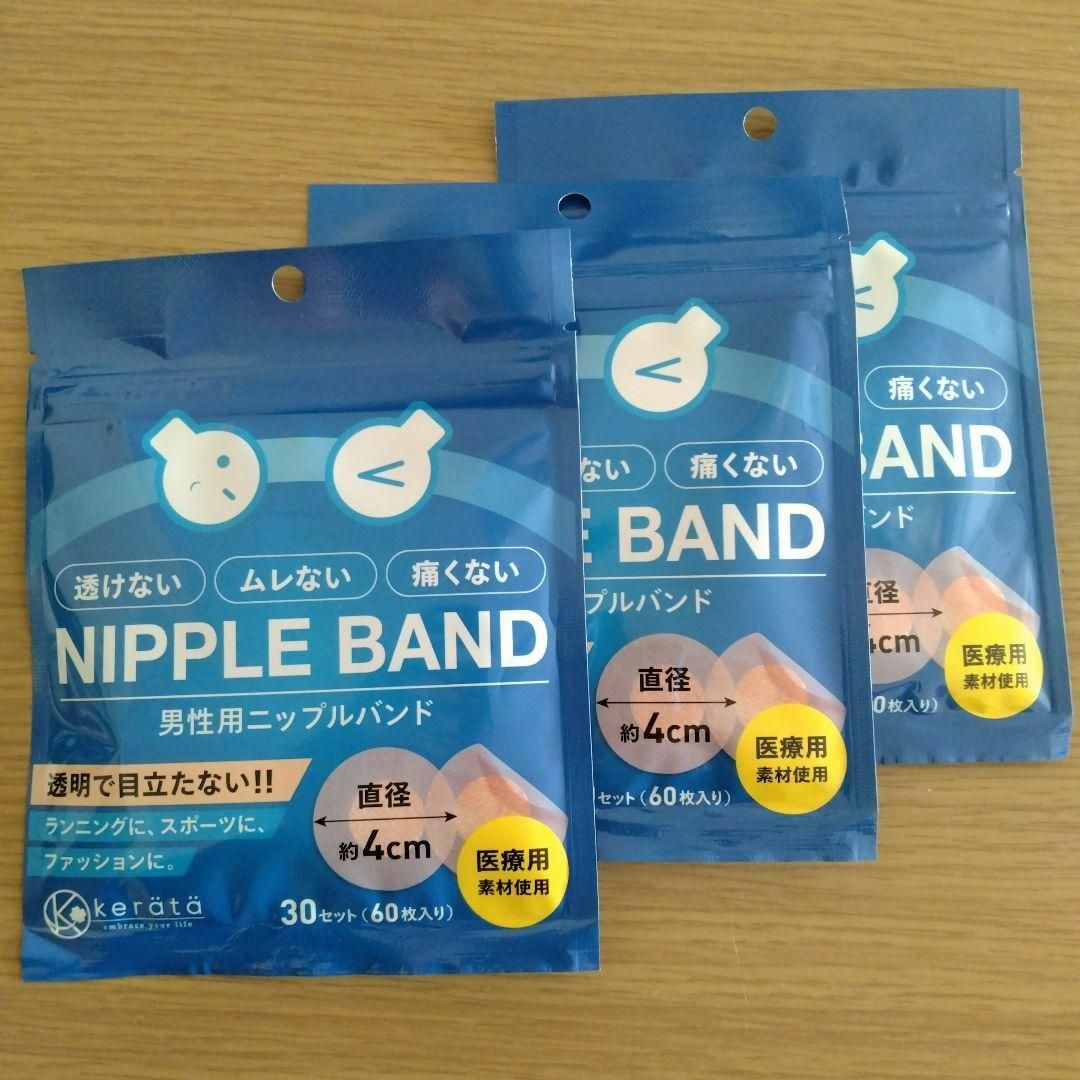 透けない
ムレない
痛くない
NIPPLE BAND
男性用ニップルバンド
透明で目立たない!!
ランニングに、スポーツに、
ファッションに。
直径
約4cm
医療用
素材使用
kerätä
embrace your life
30セット（60枚入り）
ない
痛くない
E BAND
プルバンド
直径
約4cm
医療用
素材使用
セット（60枚入り）
痛くない
BAND
ンド
直径
4cm
医療用
素材使用
0枚入り）